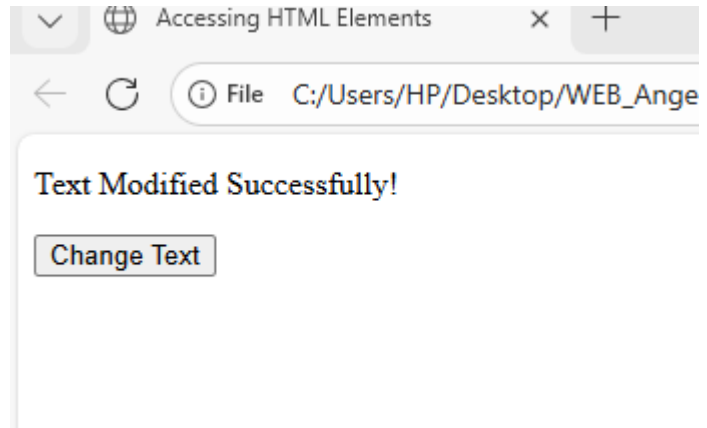 Accessing HTML Elements
File C:/Users/HP/Desktop/WEB_Ange
Text Modified Successfully!
Change Text